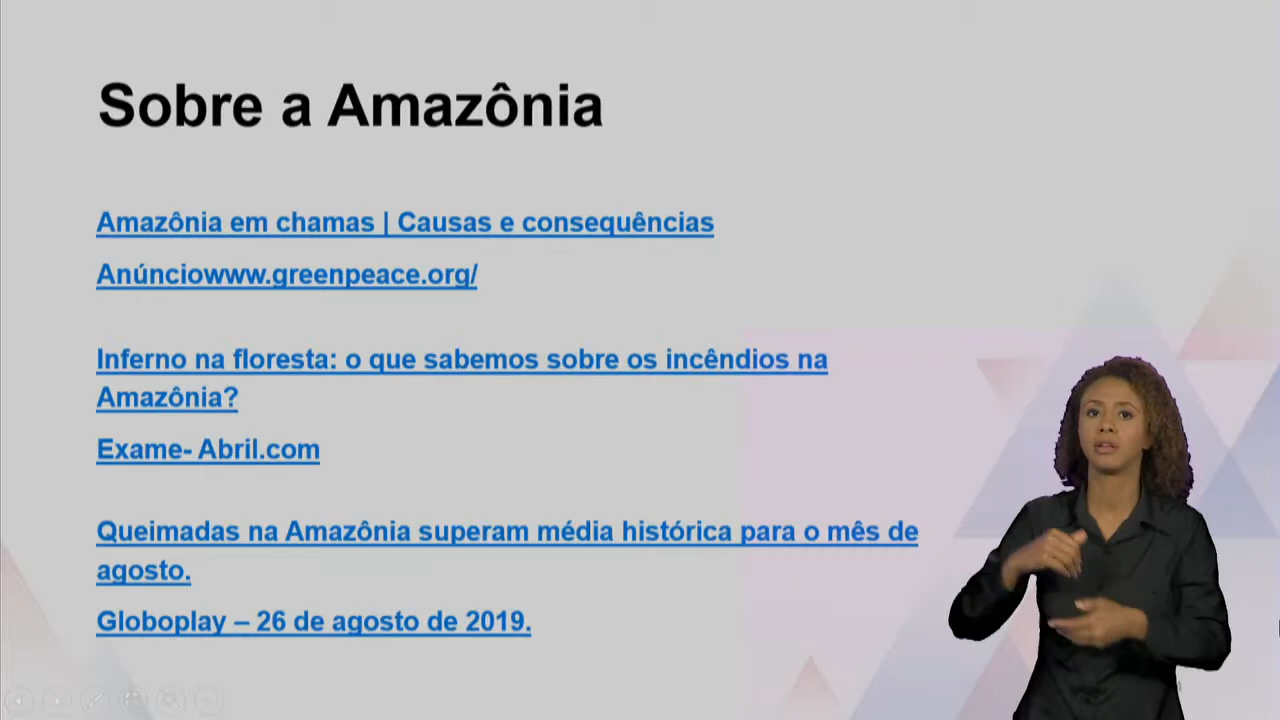 Sobre a Amazônia
Amazônia em chamas | Causas e consequências
Anúnciowww.greenpeace.org/
Inferno na floresta: o que sabemos sobre os incêndios na
Amazônia?
Exame- Abril.com
Queimadas na Amazônia superam média histórica para o mês de
agosto.
Globoplay – 26 de agosto de 2019.